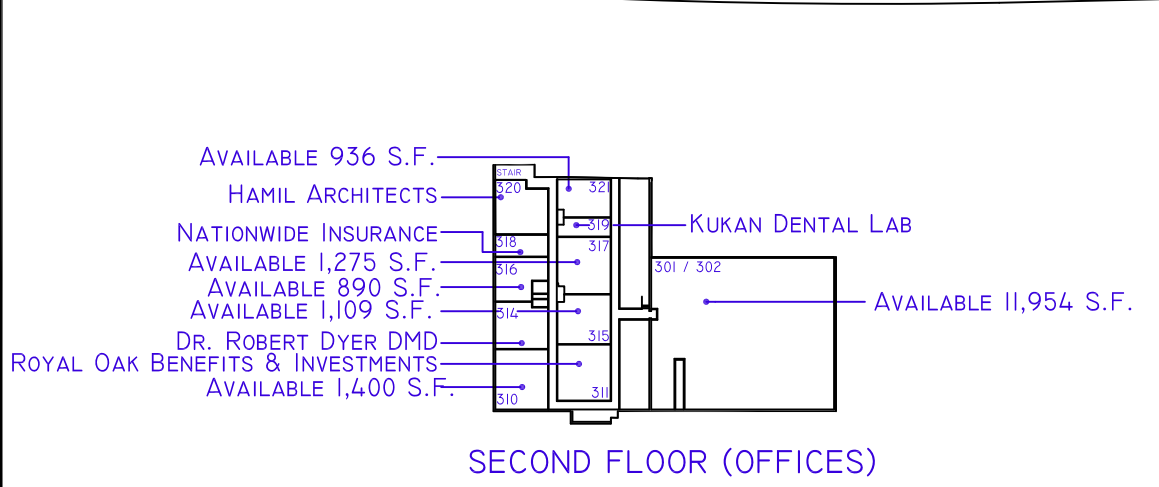 AVAILABLE 936 S.F.
HAMIL ARCHITECTS
NATIONWIDE INSURANCE
AVAILABLE 1,275 S.F.
AVAILABLE 890 S.F.
AVAILABLE 1,109 S.F.
DR. ROBERT DYER DMD
ROYAL OAK BENEFITS & INVESTMENTS
AVAILABLE 1,400 S.F.
STAIR
320
318
316
314
310
321
319
317
315
311
KUKAN DENTAL LAB
301 / 302
AVAILABLE 11,954 S.F.
SECOND FLOOR (OFFICES)